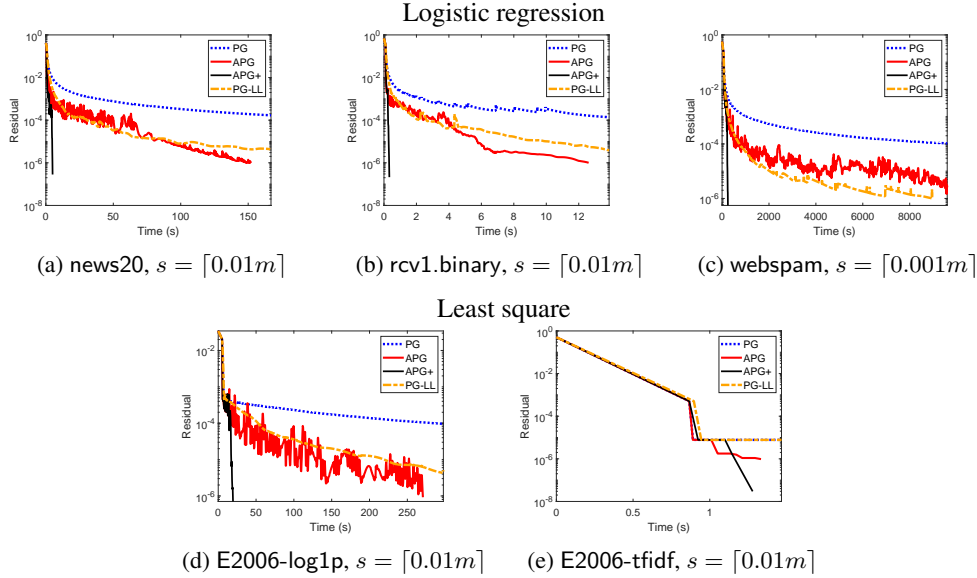 Logistic regression
10^0
10^-2
10^-4
10^-6
10^-8
Residual
0
50
100
150
Time (s)
PG
APG
APG+
PG-LL
(a) news20, s = ⌈0.01m⌉
10^0
10^-2
10^-4
10^-6
10^-8
Residual
0
2
4
6
8
10
12
Time (s)
PG
APG
APG+
PG-LL
(b) rcv1.binary, s = ⌈0.01m⌉
10^-2
10^-4
10^-6
Residual
0
2000
4000
6000
8000
Time (s)
PG
APG
APG+
PG-LL
(c) webspam, s = ⌈0.001m⌉
Least square
10^-2
10^-4
10^-6
Residual
0
50
100
150
200
250
Time (s)
PG
APG
APG+
PG-LL
(d) E2006-log1p, s = ⌈0.01m⌉
10^0
10^-2
10^-4
10^-6
10^-8
Residual
0
0.5
1
Time (s)
PG
APG
APG+
PG-LL
(e) E2006-tfidf, s = ⌈0.01m⌉